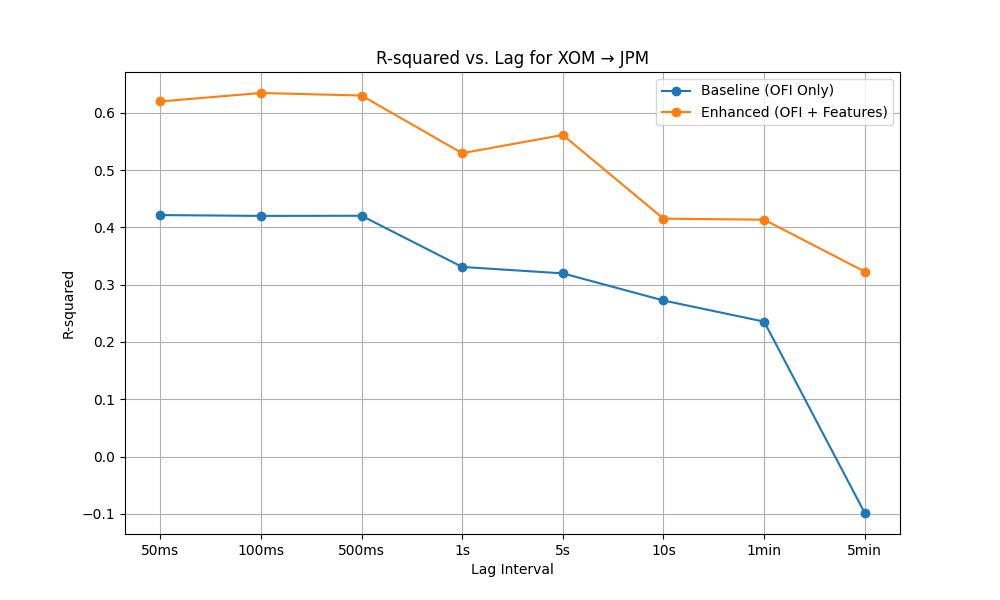 R-squared vs. Lag for XOM → JPM
Baseline (OFI Only)
Enhanced (OFI + Features)
R-squared
0.6
0.5
0.4
0.3
0.2
0.1
0.0
−0.1
50ms 100ms 500ms 1s 5s 10s 1min 5min
Lag Interval